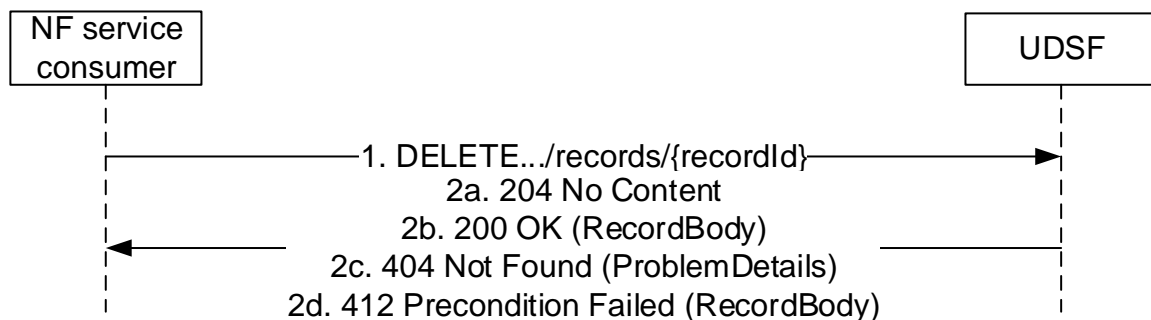 NF service
consumer
UDSF
1. DELETE.../records/{recordId}
2a. 204 No Content
2b. 200 OK (RecordBody)
2c. 404 Not Found (ProblemDetails)
2d. 412 Precondition Failed (RecordBody)